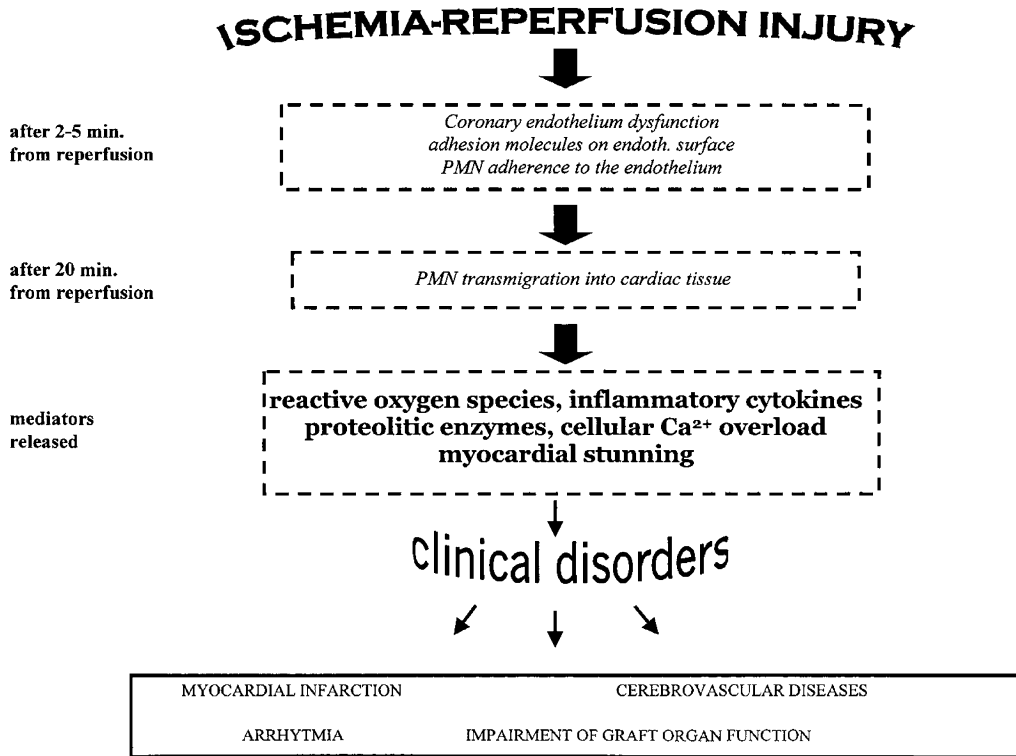 ISCHEMIA-REPERFUSION INJURY
after 2-5 min.
from reperfusion
Coronary endothelium dysfunction
adhesion molecules on endoth. surface
PMN adherence to the endothelium
after 20 min.
from reperfusion
PMN transmigration into cardiac tissue
mediators
released
reactive oxygen species, inflammatory cytokines
proteolitic enzymes, cellular Ca²⁺ overload
myocardial stunning
clinical disorders
MYOCARDIAL INFARCTION CEREBROVASCULAR DISEASES
ARRHYTMIA IMPAIRMENT OF GRAFT ORGAN FUNCTION